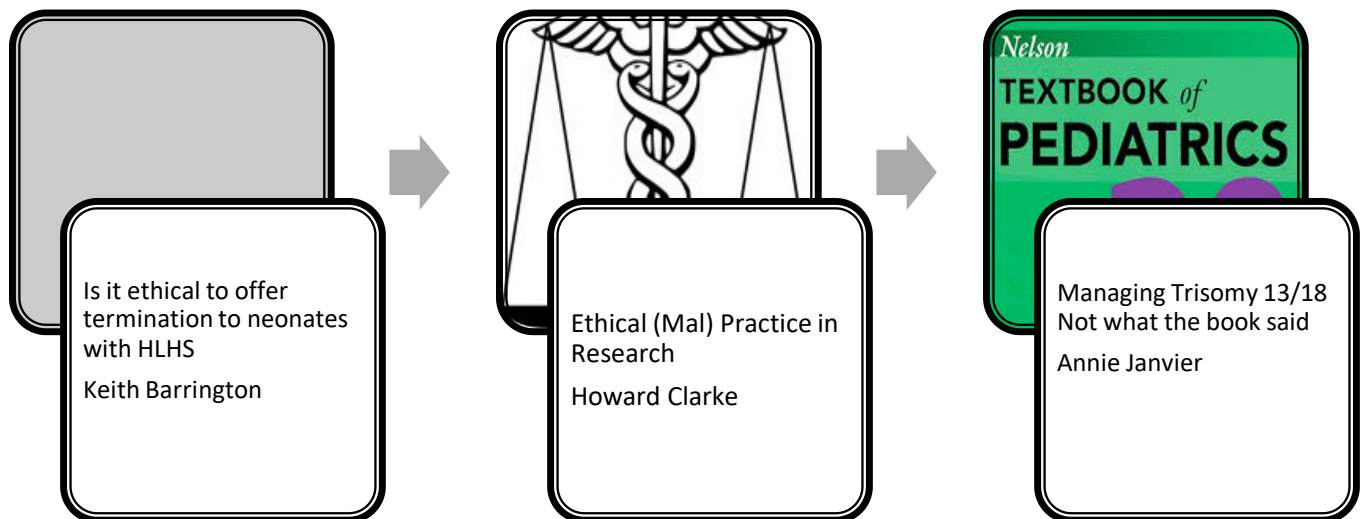 Is it ethical to offer
termination to neonates
with HLHS
Keith Barrington
Ethical (Mal) Practice in
Research
Howard Clarke
Nelson
TEXTBOOK of
PEDIATRICS
Managing Trisomy 13/18
Not what the book said
Annie Janvier